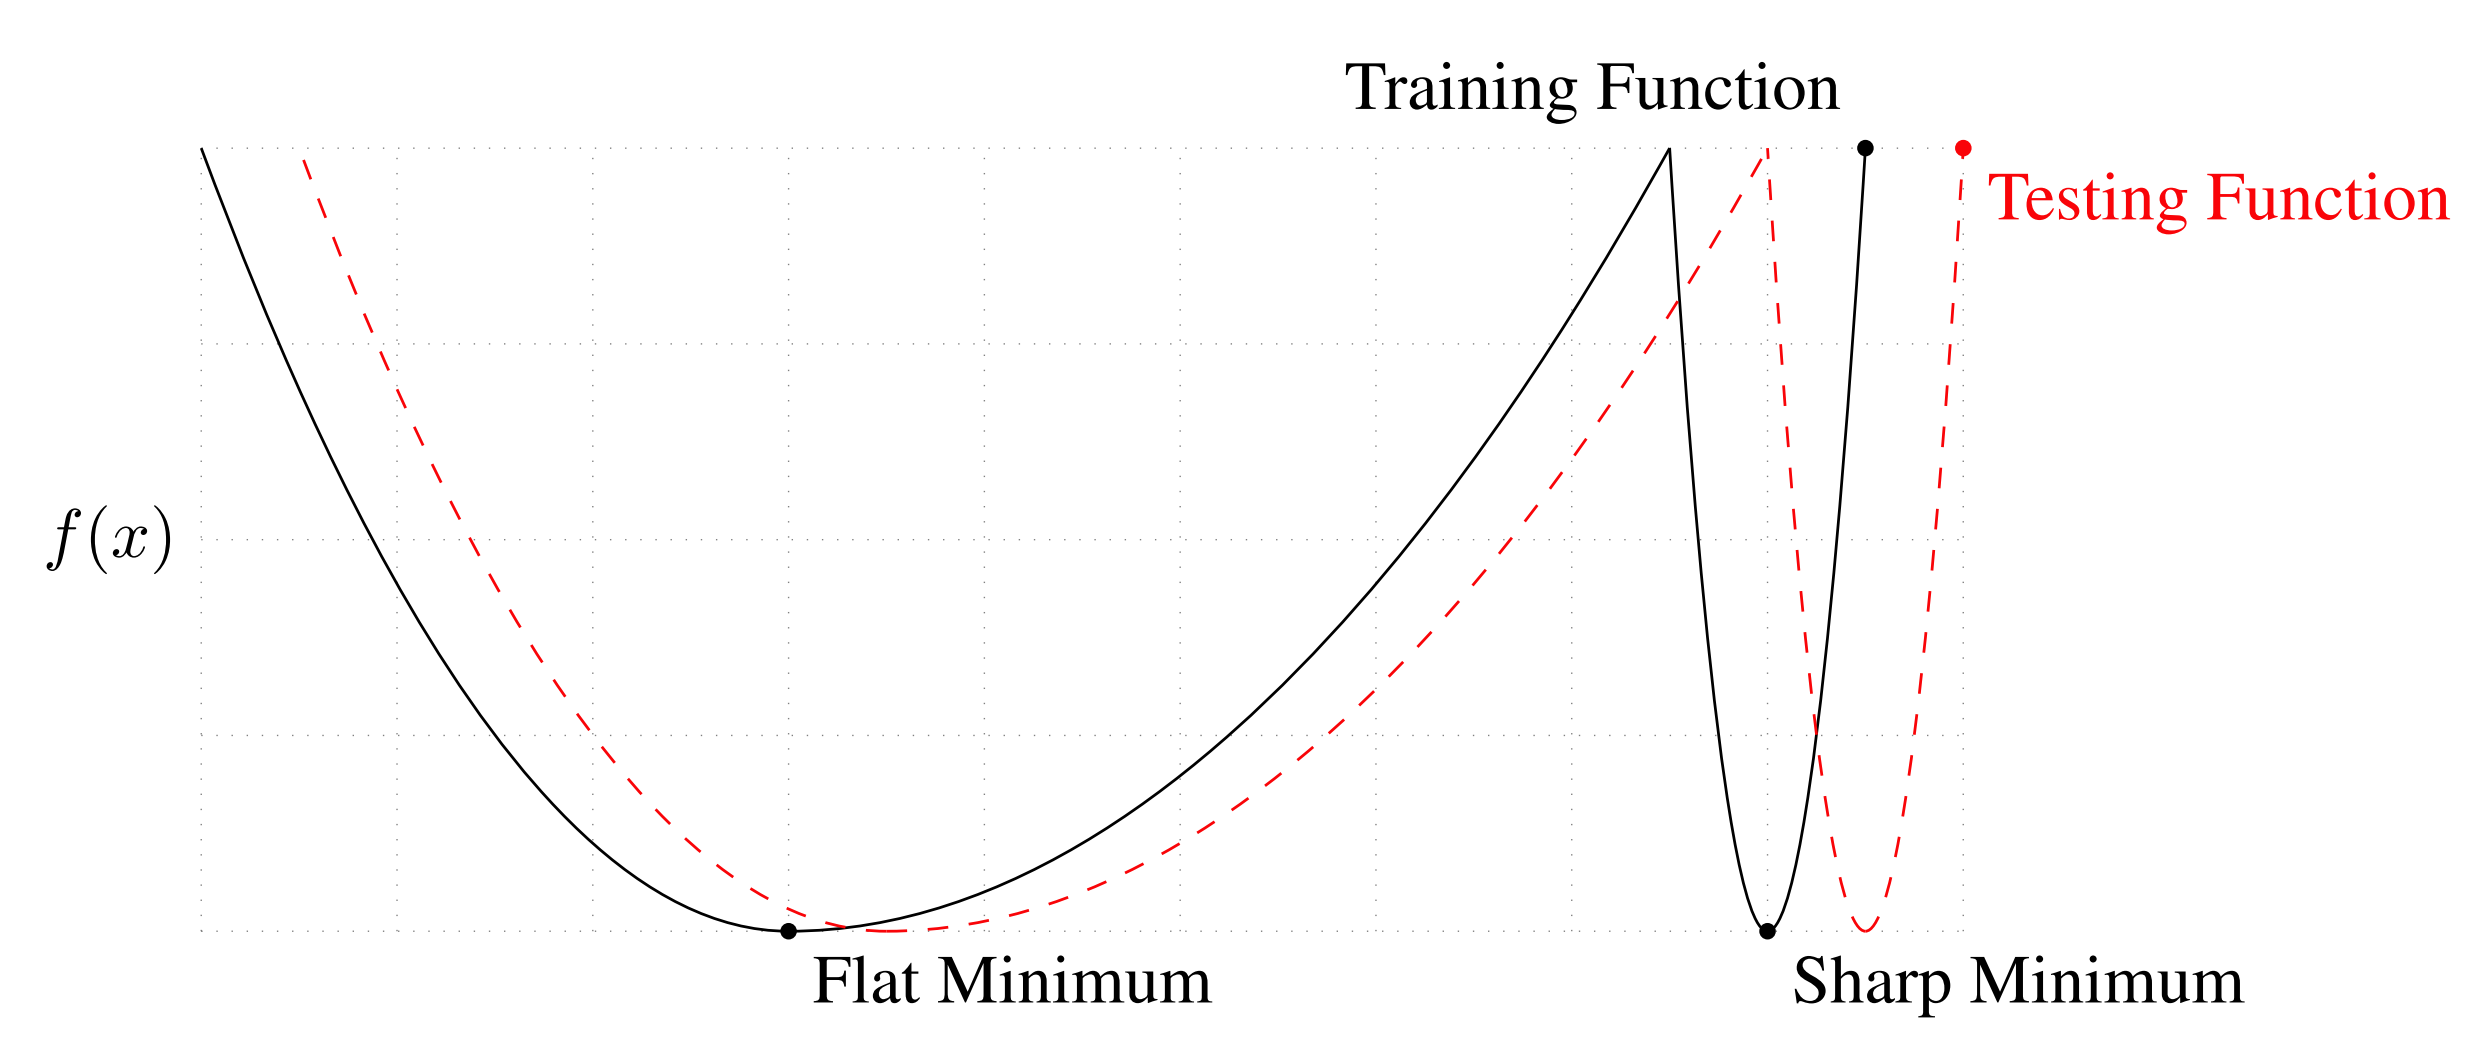 Training Function
Testing Function
f(x)
Flat Minimum
Sharp Minimum